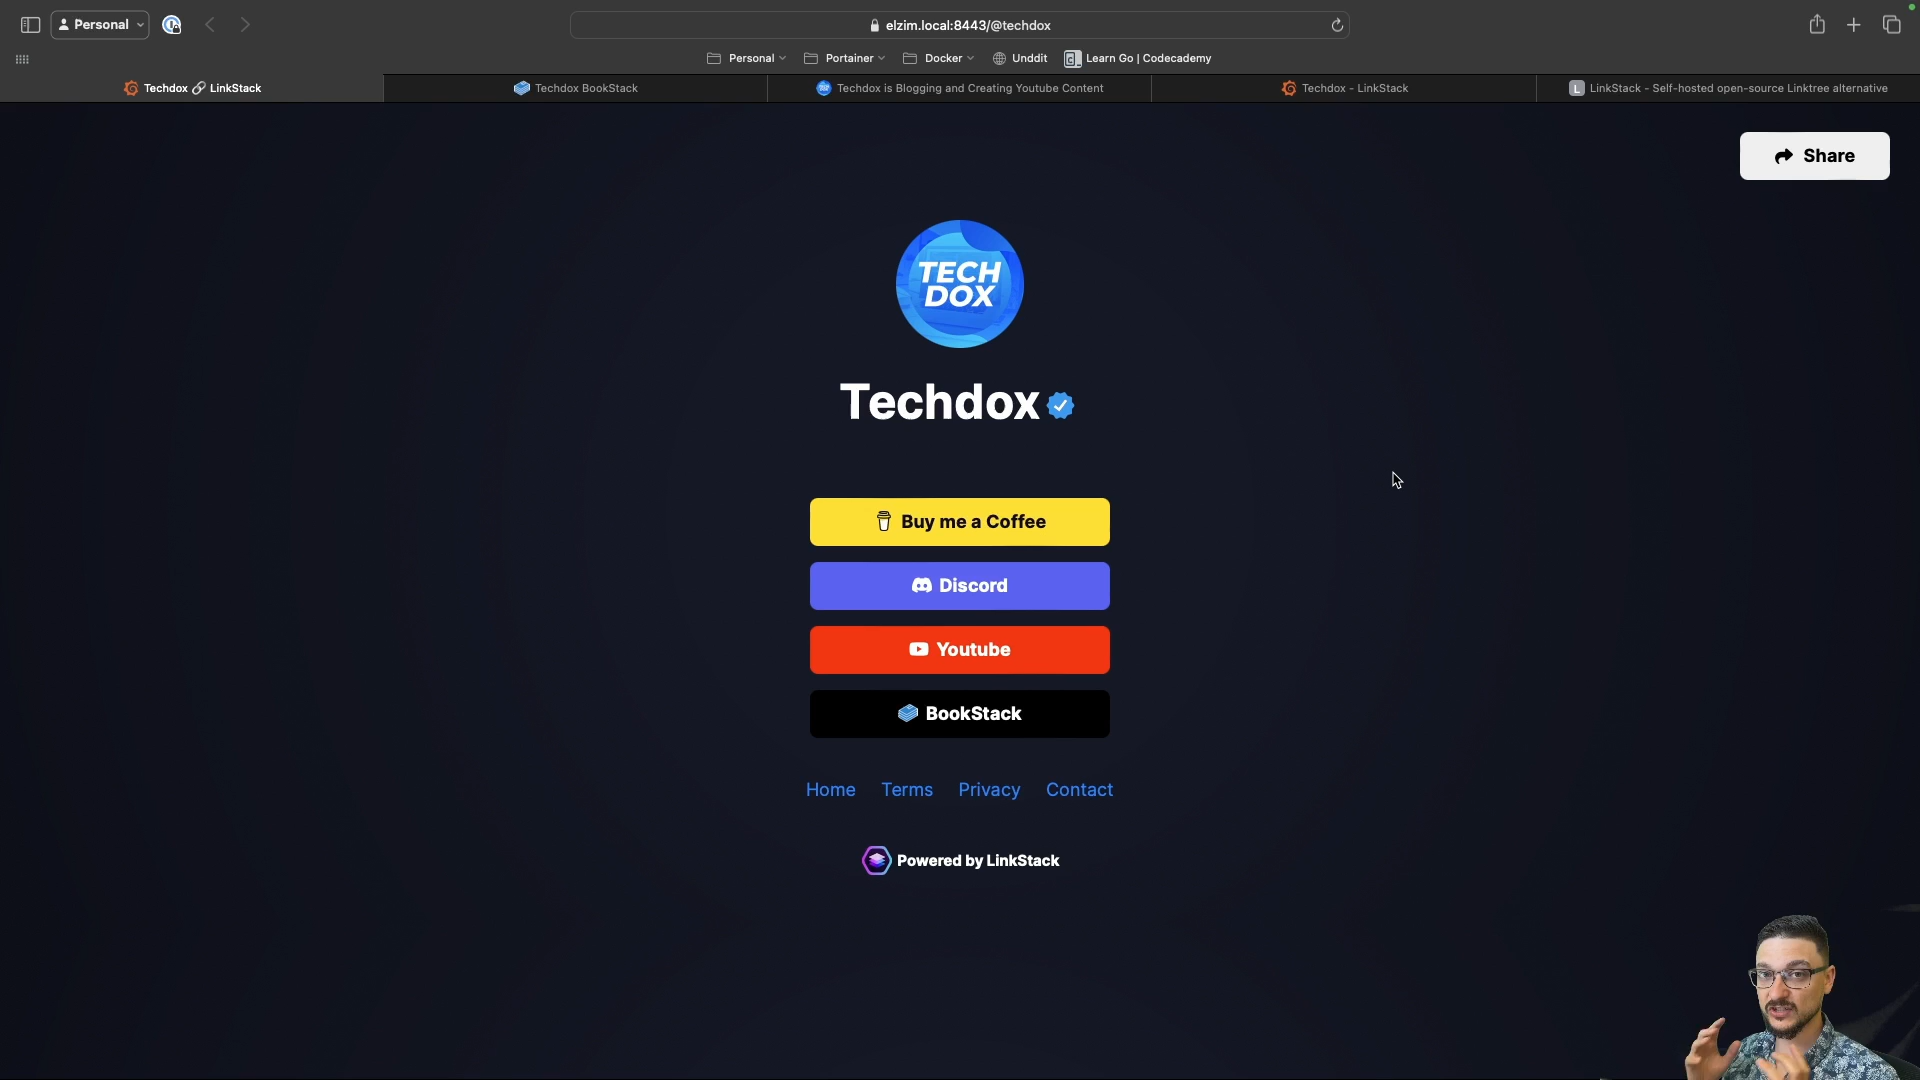 Personal
elzim.local:8443/@techdox
Personal
Portainer
Docker
Unddit
Learn Go | Codecademy
Techdox 🔗 LinkStack
Techdox BookStack
Techdox is Blogging and Creating Youtube Content
Techdox - LinkStack
L
LinkStack - Self-hosted open-source Linktree alternative
Share
TECH
DOX
Techdox
Buy me a Coffee
Discord
Youtube
BookStack
Home Terms Privacy Contact
Powered by LinkStack